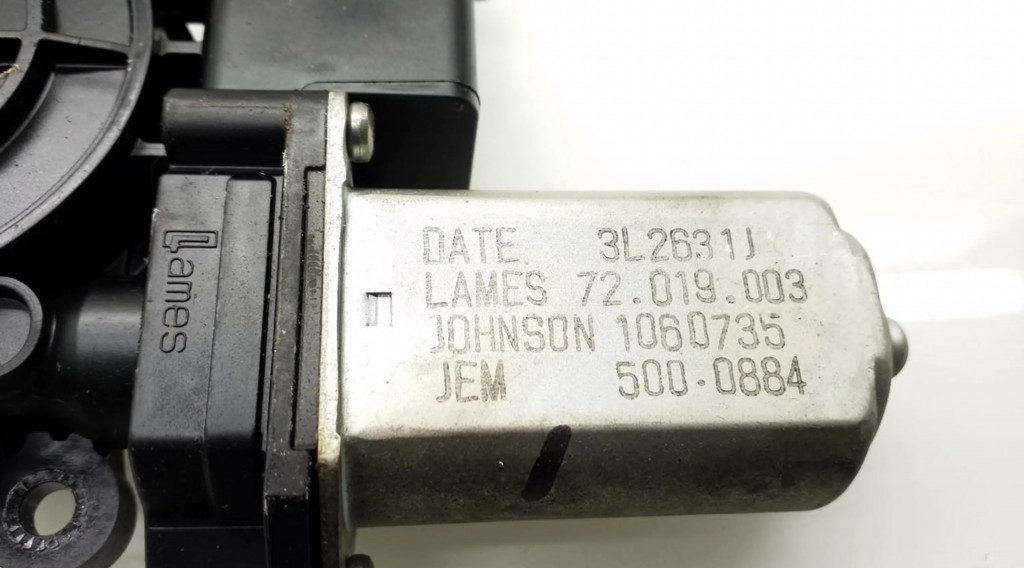 DATE. 3L2631J
LAMES 72.019.003
JOHNSON 1060735
JEM 500-0884
Lames